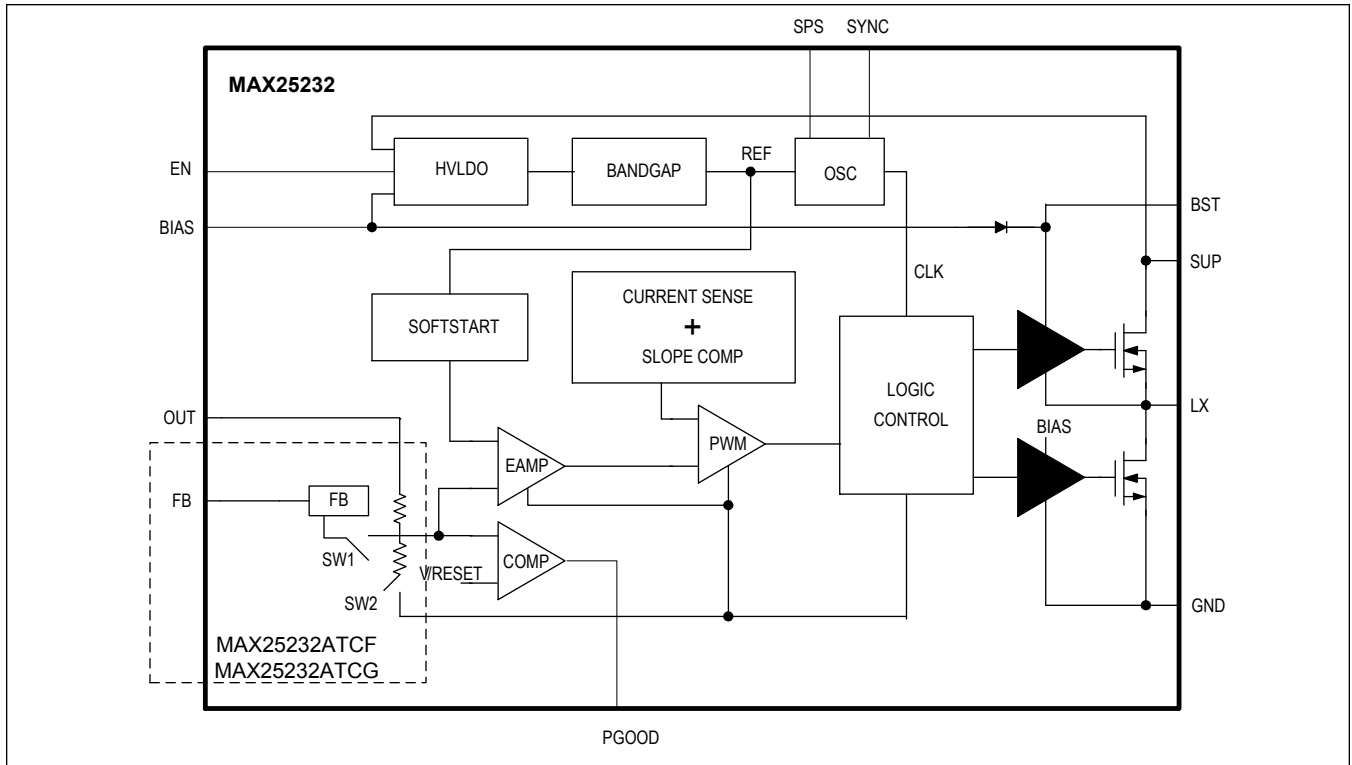 SPS SYNC
MAX25232
EN
HVLDO
BANDGAP
REF
OSC
BIAS
BST
SUP
CLK
SOFTSTART
CURRENT SENSE
+
SLOPE COMP
LOGIC
CONTROL
OUT
LX
EAMP
PWM
BIAS
FB
FB
SW1
VRESET
COMP
SW2
GND
MAX25232ATCF
MAX25232ATCG
PGOOD